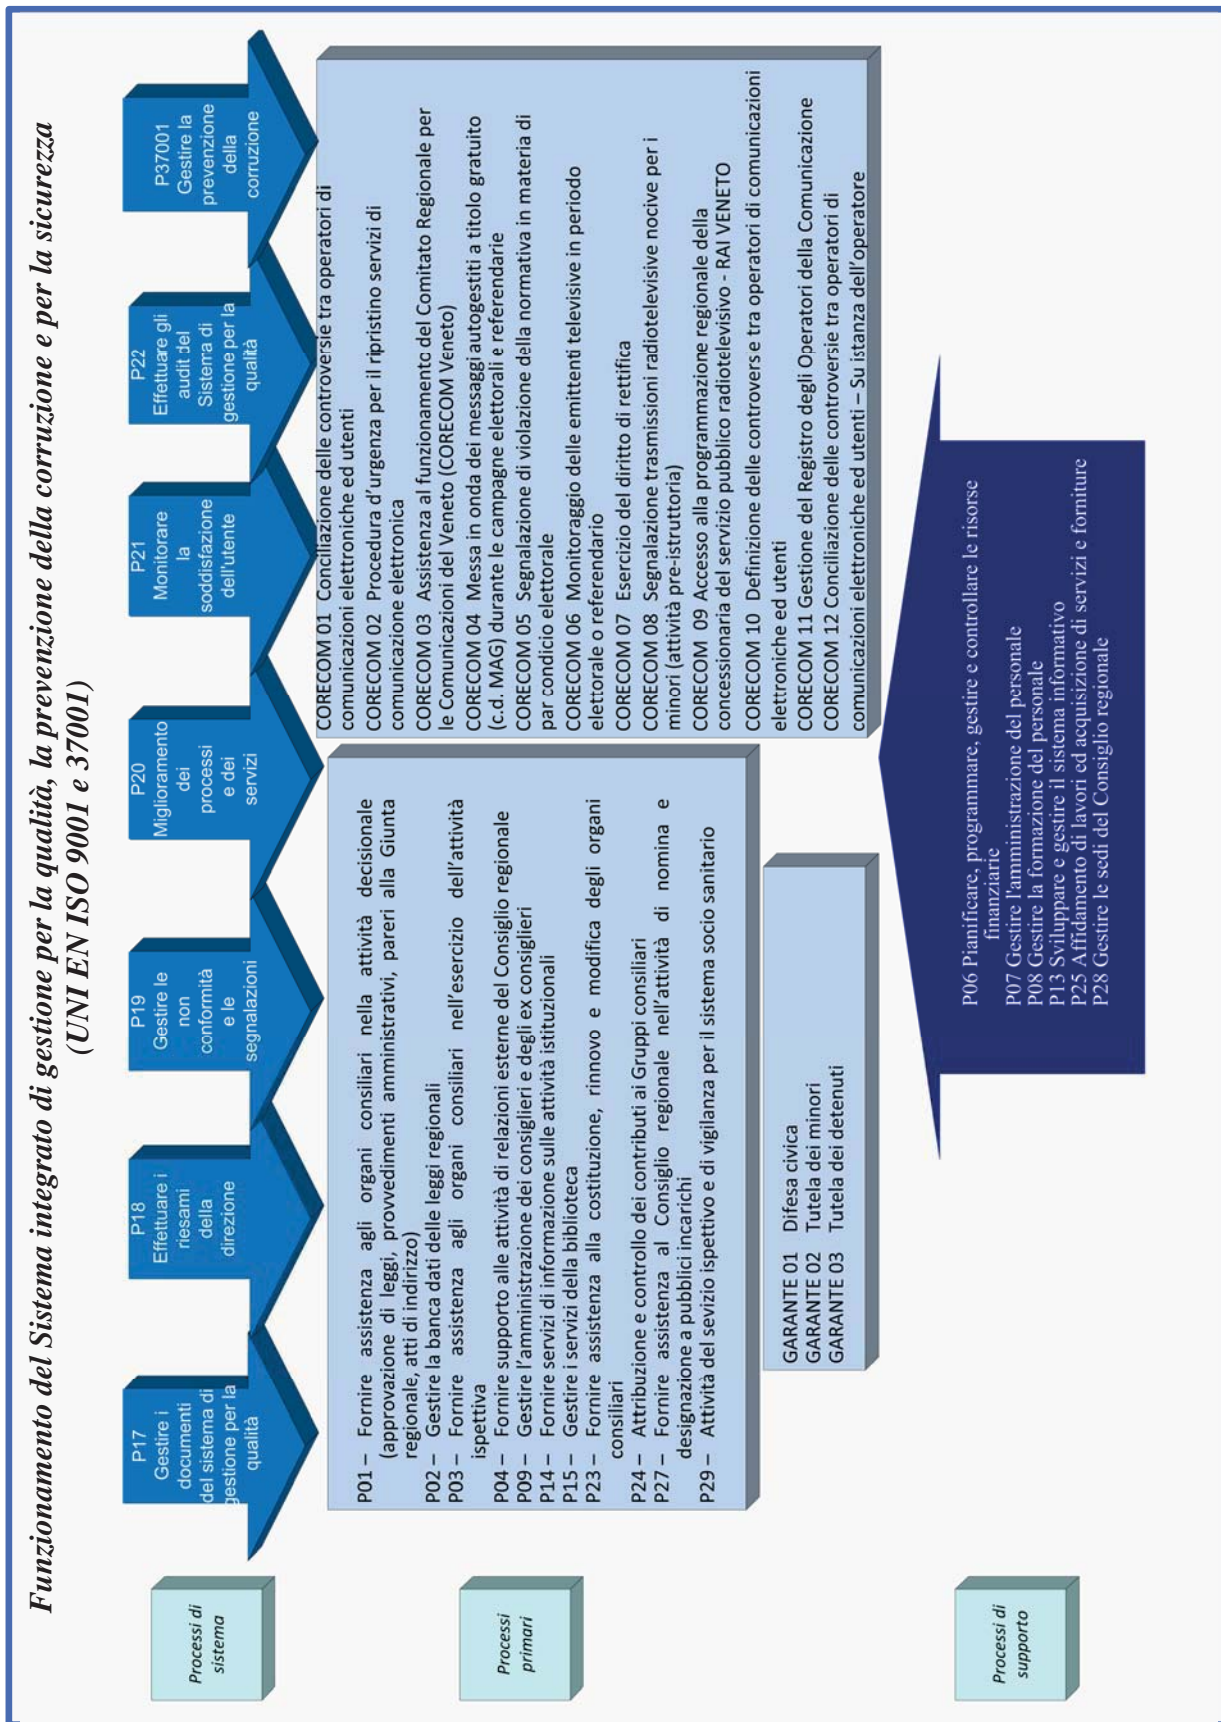 Funzionamento del Sistema integrato di gestione per la qualità, la prevenzione della corruzione e per la sicurezza
(UNI EN ISO 9001 e 37001)
Processi di
sistema
P17
Gestire i
documenti
del sistema di
gestione per la
qualità
P18
Effettuare i
riesami
della
direzione
P19
Gestire le
non
conformità
e le
segnalazioni
P20
Miglioramento
dei
processi
e dei
servizi
P21
Monitorare
la
soddisfazione
dell'utente
P22
Effettuare gli
audit del
Sistema di
gestione per la
qualità
P37001
Gestire la
prevenzione
della
corruzione
Processi
primari
P01 – Fornire assistenza agli organi consiliari nella attività decisionale
(approvazione di leggi, provvedimenti amministrativi, pareri alla Giunta
regionale, atti di indirizzo)
P02 – Gestire la banca dati delle leggi regionali
P03 – Fornire assistenza agli organi consiliari nell'esercizio dell'attività
ispettiva
P04 – Fornire supporto alle attività di relazioni esterne del Consiglio regionale
P09 – Gestire l'amministrazione dei consiglieri e degli ex consiglieri
P14 – Fornire servizi di informazione sulle attività istituzionali
P15 – Gestire i servizi della biblioteca
P23 – Fornire assistenza alla costituzione, rinnovo e modifica degli organi
consiliari
P24 – Attribuzione e controllo dei contributi ai Gruppi consiliari
P27 – Fornire assistenza al Consiglio regionale nell'attività di nomina e
designazione a pubblici incarichi
P29 – Attività del sevizio ispettivo e di vigilanza per il sistema socio sanitario
GARANTE 01 Difesa civica
GARANTE 02 Tutela dei minori
GARANTE 03 Tutela dei detenuti
CORECOM 01 Conciliazione delle controversie tra operatori di
comunicazioni elettroniche ed utenti
CORECOM 02 Procedura d'urgenza per il ripristino servizi di
comunicazione elettronica
CORECOM 03 Assistenza al funzionamento del Comitato Regionale per
le Comunicazioni del Veneto (CORECOM Veneto)
CORECOM 04 Messa in onda dei messaggi autogestiti a titolo gratuito
(c.d. MAG) durante le campagne elettorali e referendarie
CORECOM 05 Segnalazione di violazione della normativa in materia di
par condicio elettorale
CORECOM 06 Monitoraggio delle emittenti televisive in periodo
elettorale o referendario
CORECOM 07 Esercizio del diritto di rettifica
CORECOM 08 Segnalazione trasmissioni radiotelevisive nocive per i
minori (attività pre-istruttoria)
CORECOM 09 Accesso alla programmazione regionale della
concessionaria del servizio pubblico radiotelevisivo - RAI VENETO
CORECOM 10 Definizione delle controvers e tra operatori di comunicazioni
elettroniche ed utenti
CORECOM 11 Gestione del Registro degli Operatori della Comunicazione
CORECOM 12 Conciliazione delle controversie tra operatori di
comunicazioni elettroniche ed utenti – Su istanza dell'operatore
Processi di
supporto
P06 Pianificare, programmare, gestire e controllare le risorse
finanziarie
P07 Gestire l'amministrazione del personale
P08 Gestire la formazione del personale
P13 Sviluppare e gestire il sistema informativo
P25 Affidamento di lavori ed acquisizione di servizi e forniture
P28 Gestire le sedi del Consiglio regionale